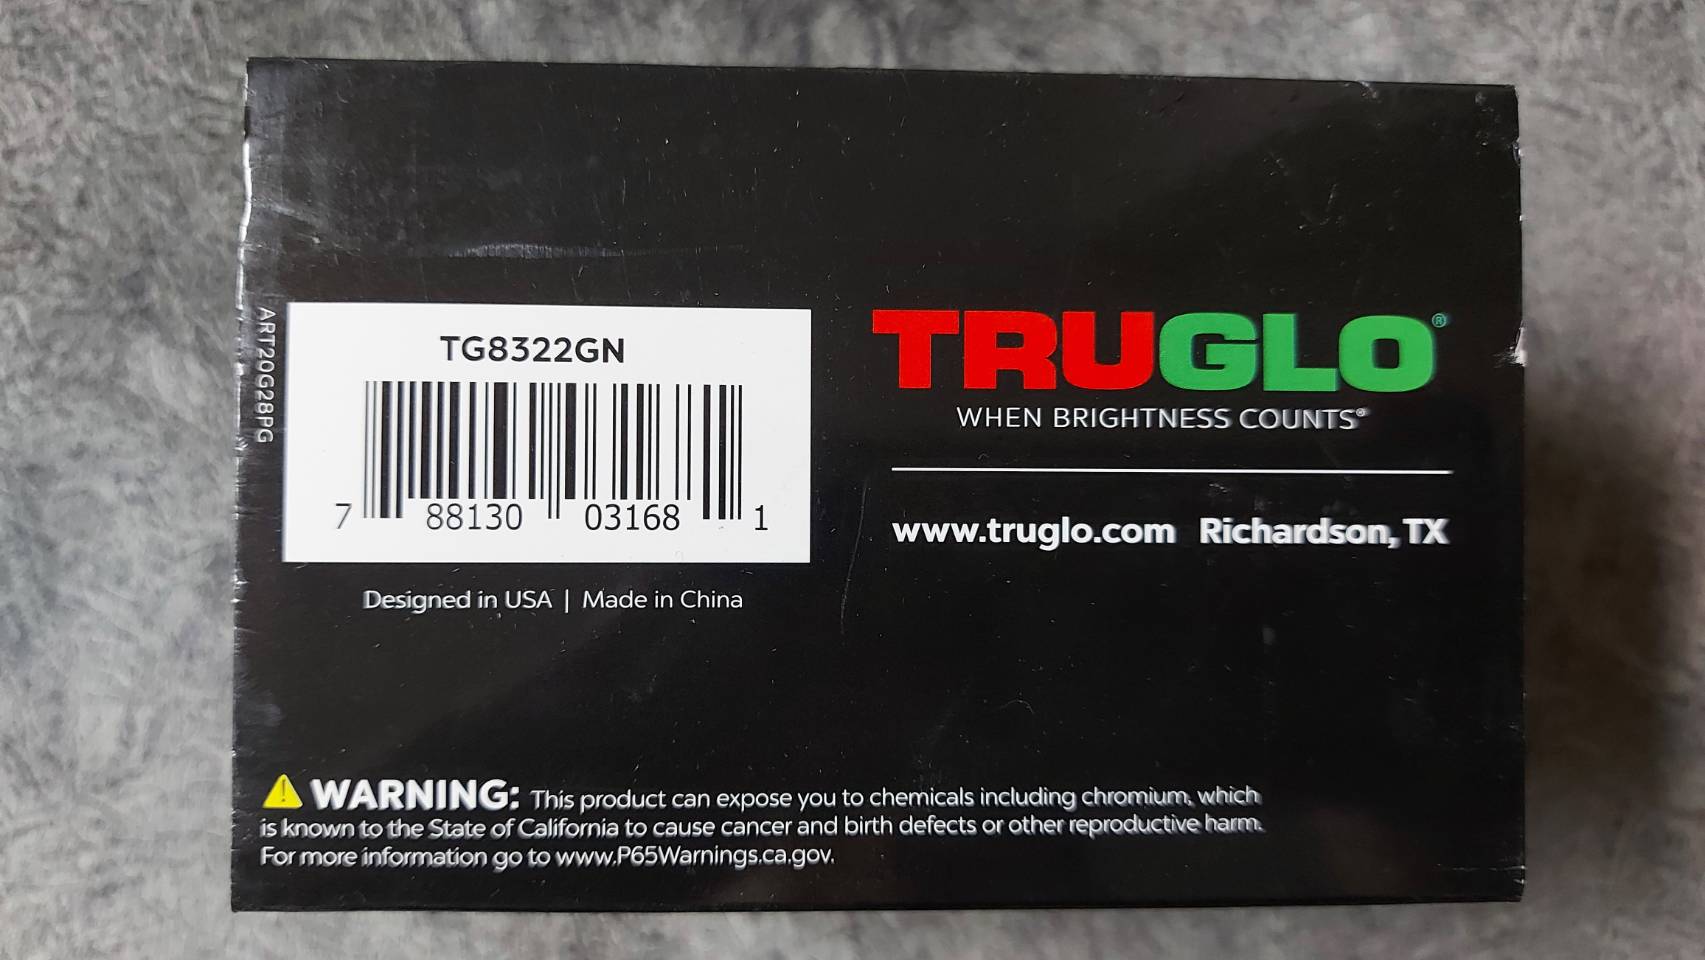 ART20G28PG
TG8322GN
7 88130 03168 1
Designed in USA | Made in China
TRUGLO®
WHEN BRIGHTNESS COUNTS®
www.truglo.com Richardson, TX
WARNING: This product can expose you to chemicals including chromium, which
is known to the State of California to cause cancer and birth defects or other reproductive harm.
For more information go to www.P65Warnings.ca.gov.